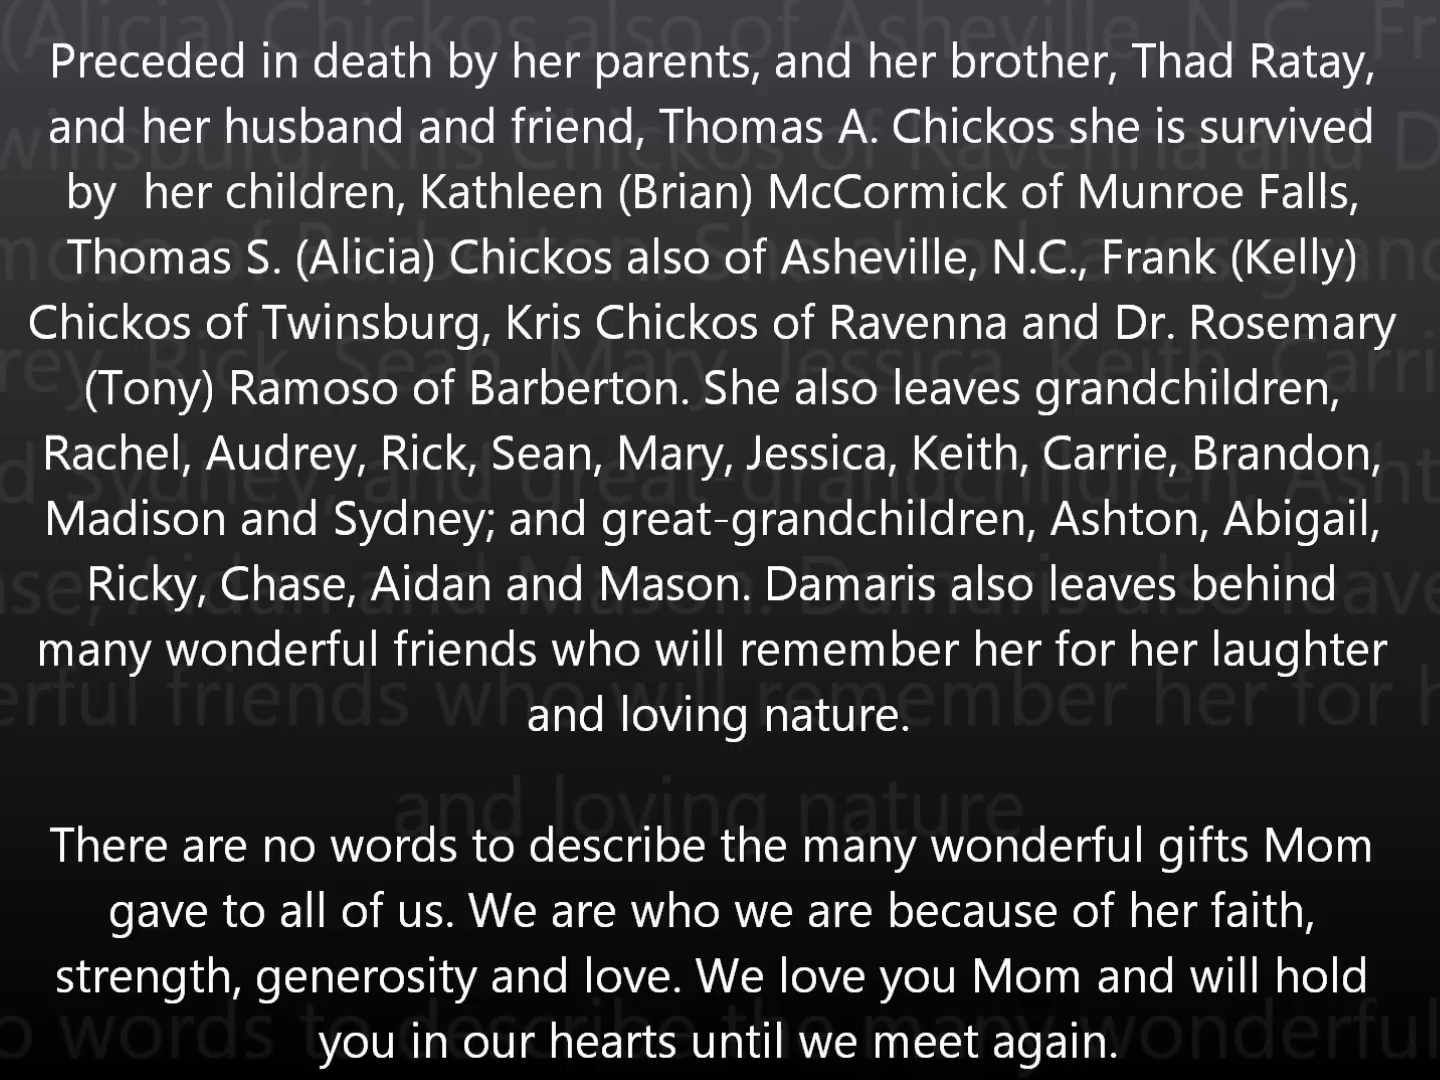 Preceded in death by her parents, and her brother, Thad Ratay,
and her husband and friend, Thomas A. Chickos she is survived
by  her children, Kathleen (Brian) McCormick of Munroe Falls,
Thomas S. (Alicia) Chickos also of Asheville, N.C., Frank (Kelly)
Chickos of Twinsburg, Kris Chickos of Ravenna and Dr. Rosemary
(Tony) Ramoso of Barberton. She also leaves grandchildren,
Rachel, Audrey, Rick, Sean, Mary, Jessica, Keith, Carrie, Brandon,
Madison and Sydney; and great-grandchildren, Ashton, Abigail,
Ricky, Chase, Aidan and Mason. Damaris also leaves behind
many wonderful friends who will remember her for her laughter
and loving nature.
There are no words to describe the many wonderful gifts Mom
gave to all of us. We are who we are because of her faith,
strength, generosity and love. We love you Mom and will hold
you in our hearts until we meet again.